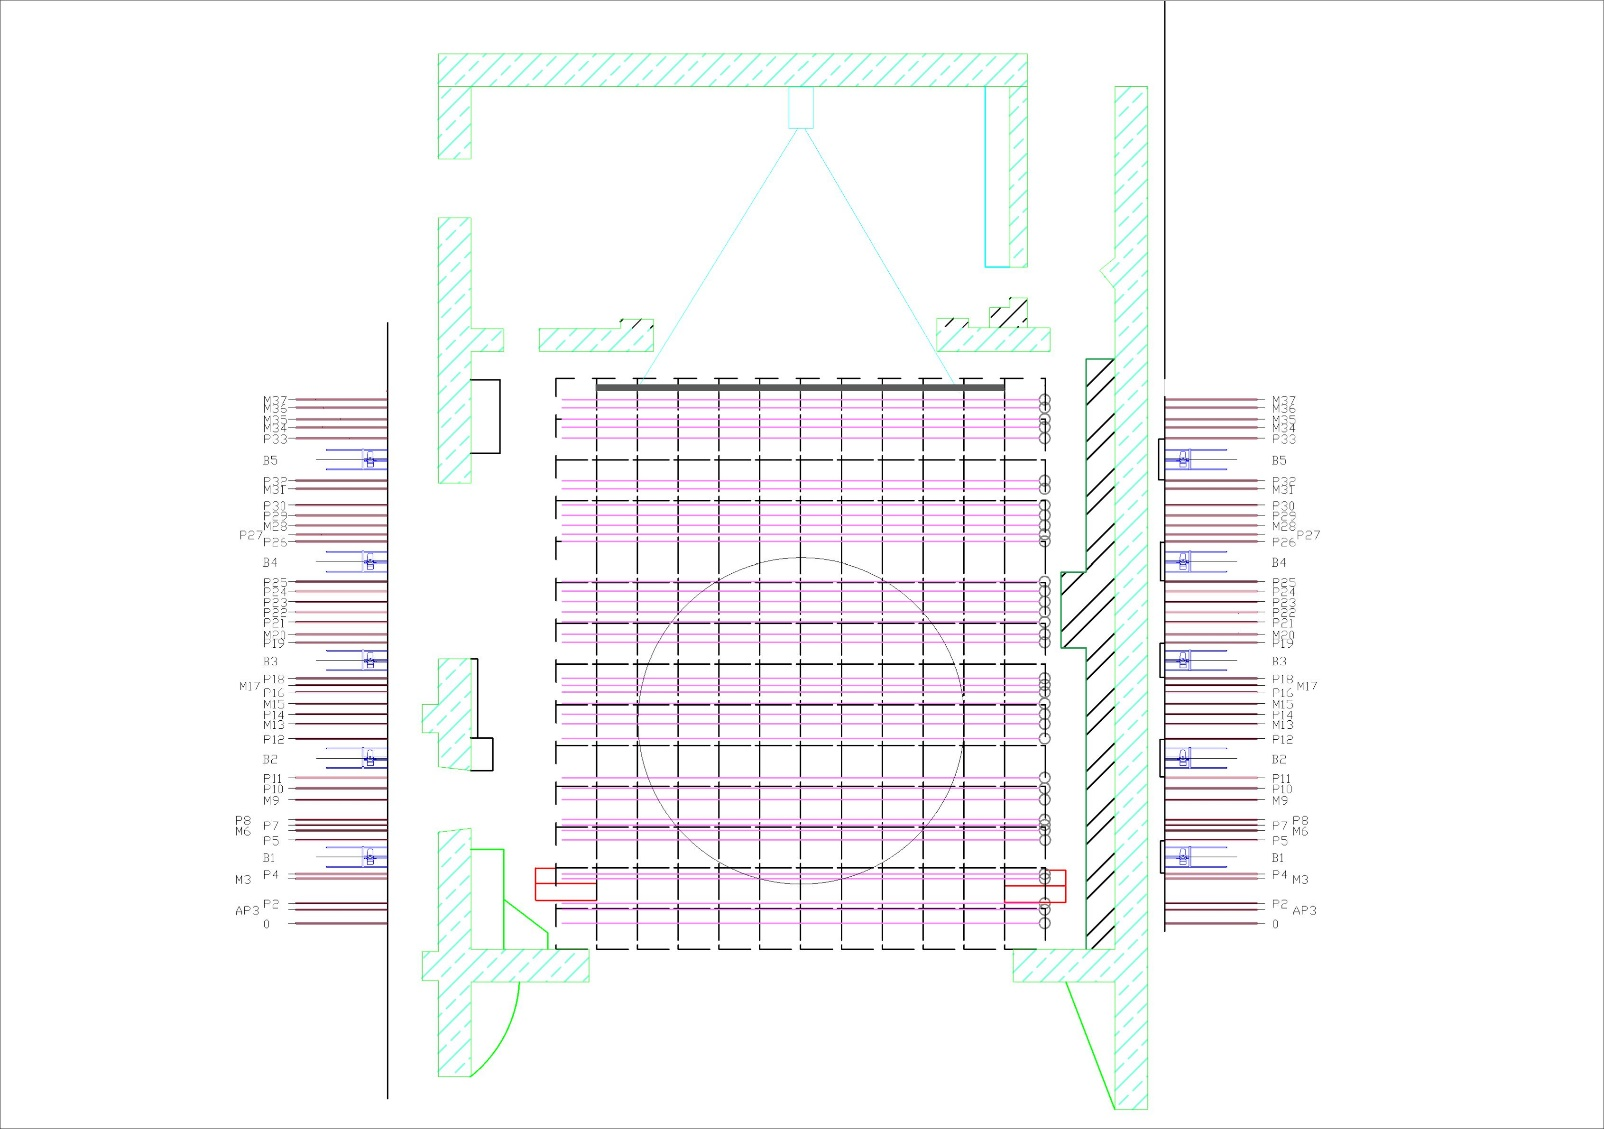 M37 M37
M36 M36
M35 M35
M34 M34
P33 P33
B5 B5
P32 P32
M31 M31
P30 P30
P29 P29
M28 M28
P27 P27
P26 P26
B4 B4
P25 P25
P24 P24
P23 P23
P22 P22
P21 P21
M20 M20
P19 P19
B3 B3
P18 P18
M17 M17
P16 P16
M15 M15
P14 P14
M13 M13
P12 P12
B2 B2
P11 P11
P10 P10
M9 M9
P8 P8
P7 P7
M6 M6
P5 P5
B1 B1
P4 P4
M3 M3
P2 P2
AP3 AP3
0 0